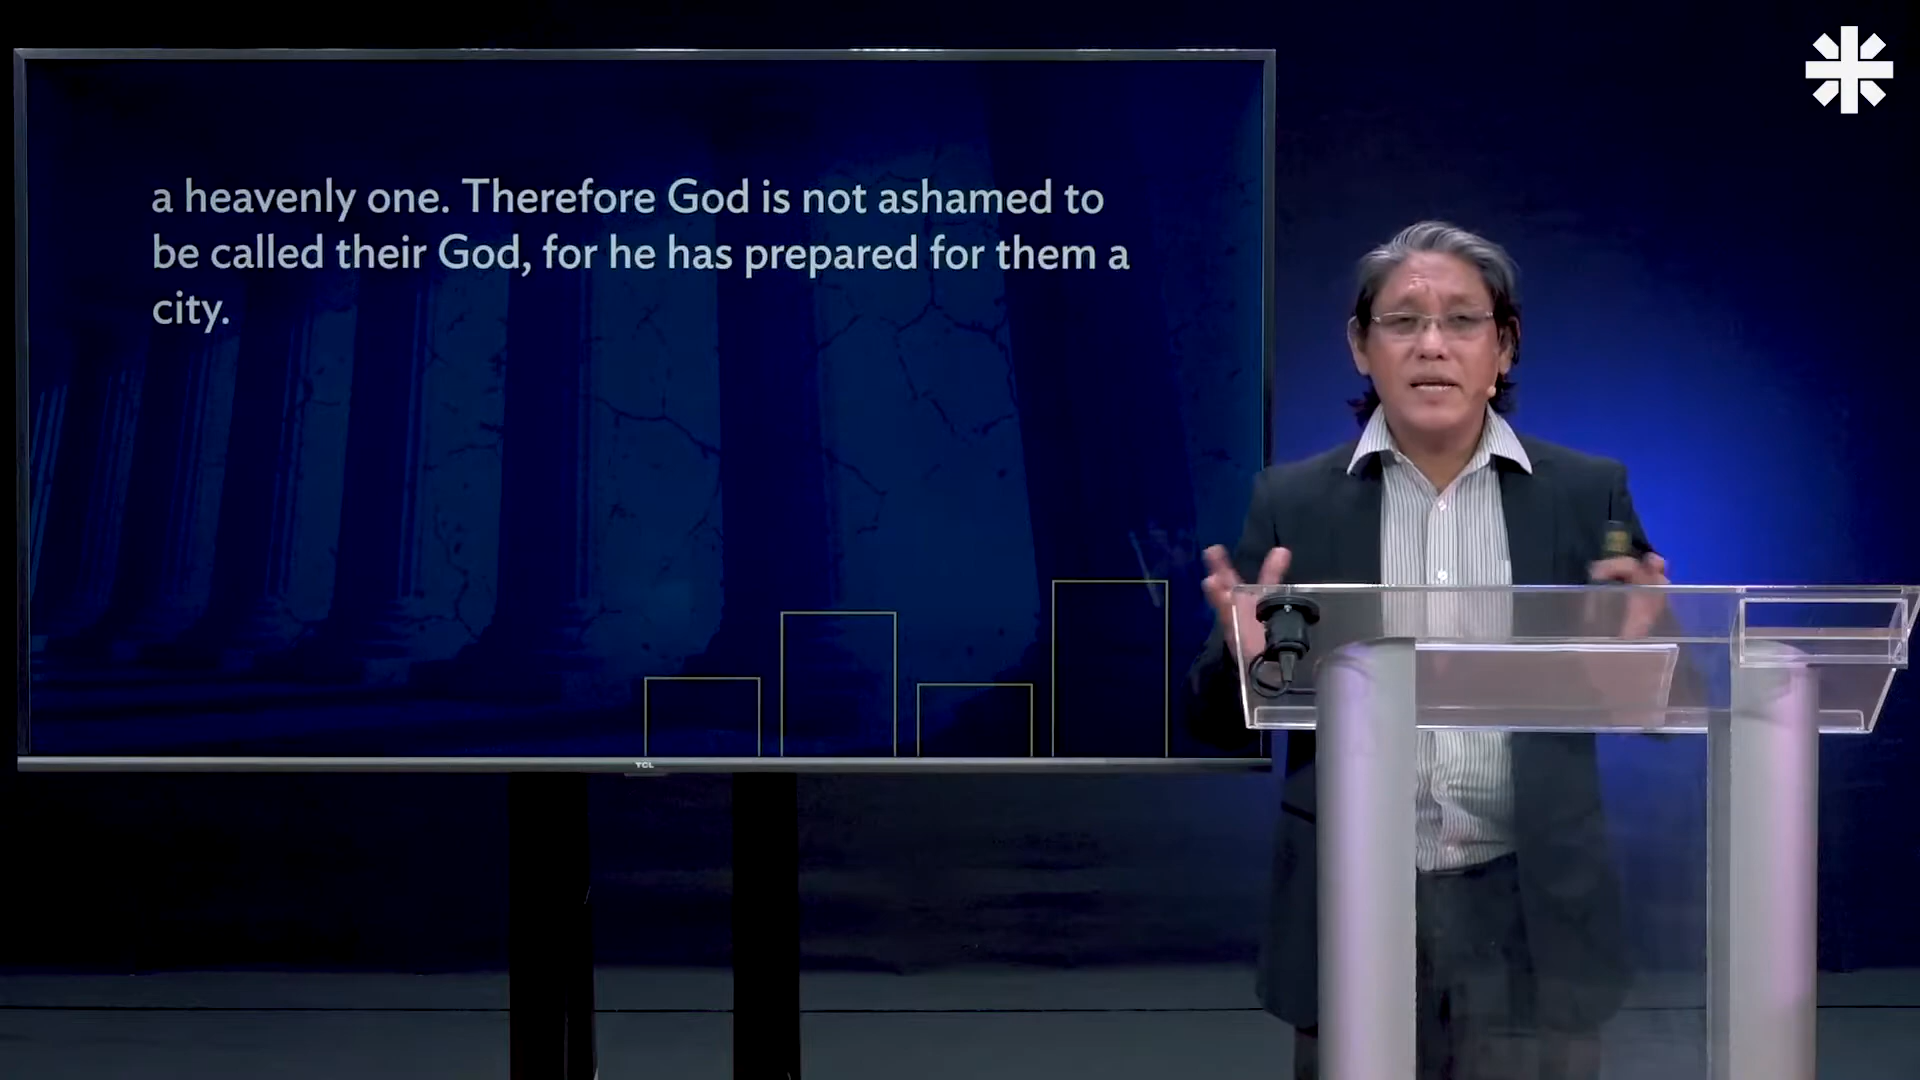 a heavenly one. Therefore God is not ashamed to
be called their God, for he has prepared for them a
city.
TCL